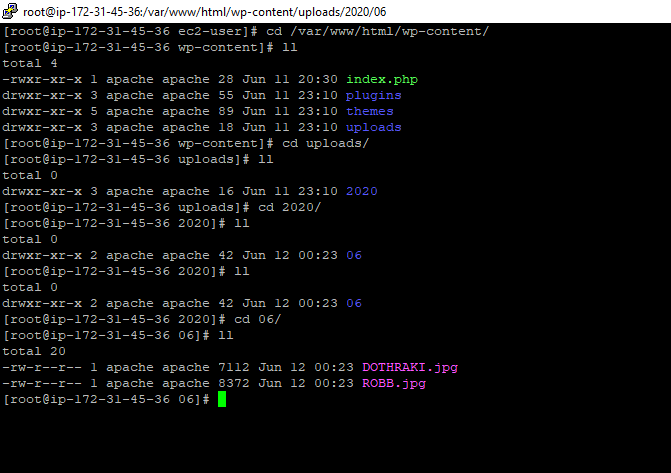 root@ip-172-31-45-36:/var/www/html/wp-content/uploads/2020/06
[root@ip-172-31-45-36 ec2-user]# cd /var/www/html/wp-content/
[root@ip-172-31-45-36 wp-content]# ll
total 4
-rwxr-xr-x 1 apache apache 28 Jun 11 20:30 index.php
drwxr-xr-x 3 apache apache 55 Jun 11 23:10 plugins
drwxr-xr-x 5 apache apache 89 Jun 11 23:10 themes
drwxr-xr-x 3 apache apache 18 Jun 11 23:10 uploads
[root@ip-172-31-45-36 wp-content]# cd uploads/
[root@ip-172-31-45-36 uploads]# ll
total 0
drwxr-xr-x 3 apache apache 16 Jun 11 23:10 2020
[root@ip-172-31-45-36 uploads]# cd 2020/
[root@ip-172-31-45-36 2020]# ll
total 0
drwxr-xr-x 2 apache apache 42 Jun 12 00:23 06
[root@ip-172-31-45-36 2020]# ll
total 0
drwxr-xr-x 2 apache apache 42 Jun 12 00:23 06
[root@ip-172-31-45-36 2020]# cd 06/
[root@ip-172-31-45-36 06]# ll
total 20
-rw-r--r-- 1 apache apache 7112 Jun 12 00:23 DOTHRAKI.jpg
-rw-r--r-- 1 apache apache 8372 Jun 12 00:23 ROBB.jpg
[root@ip-172-31-45-36 06]#